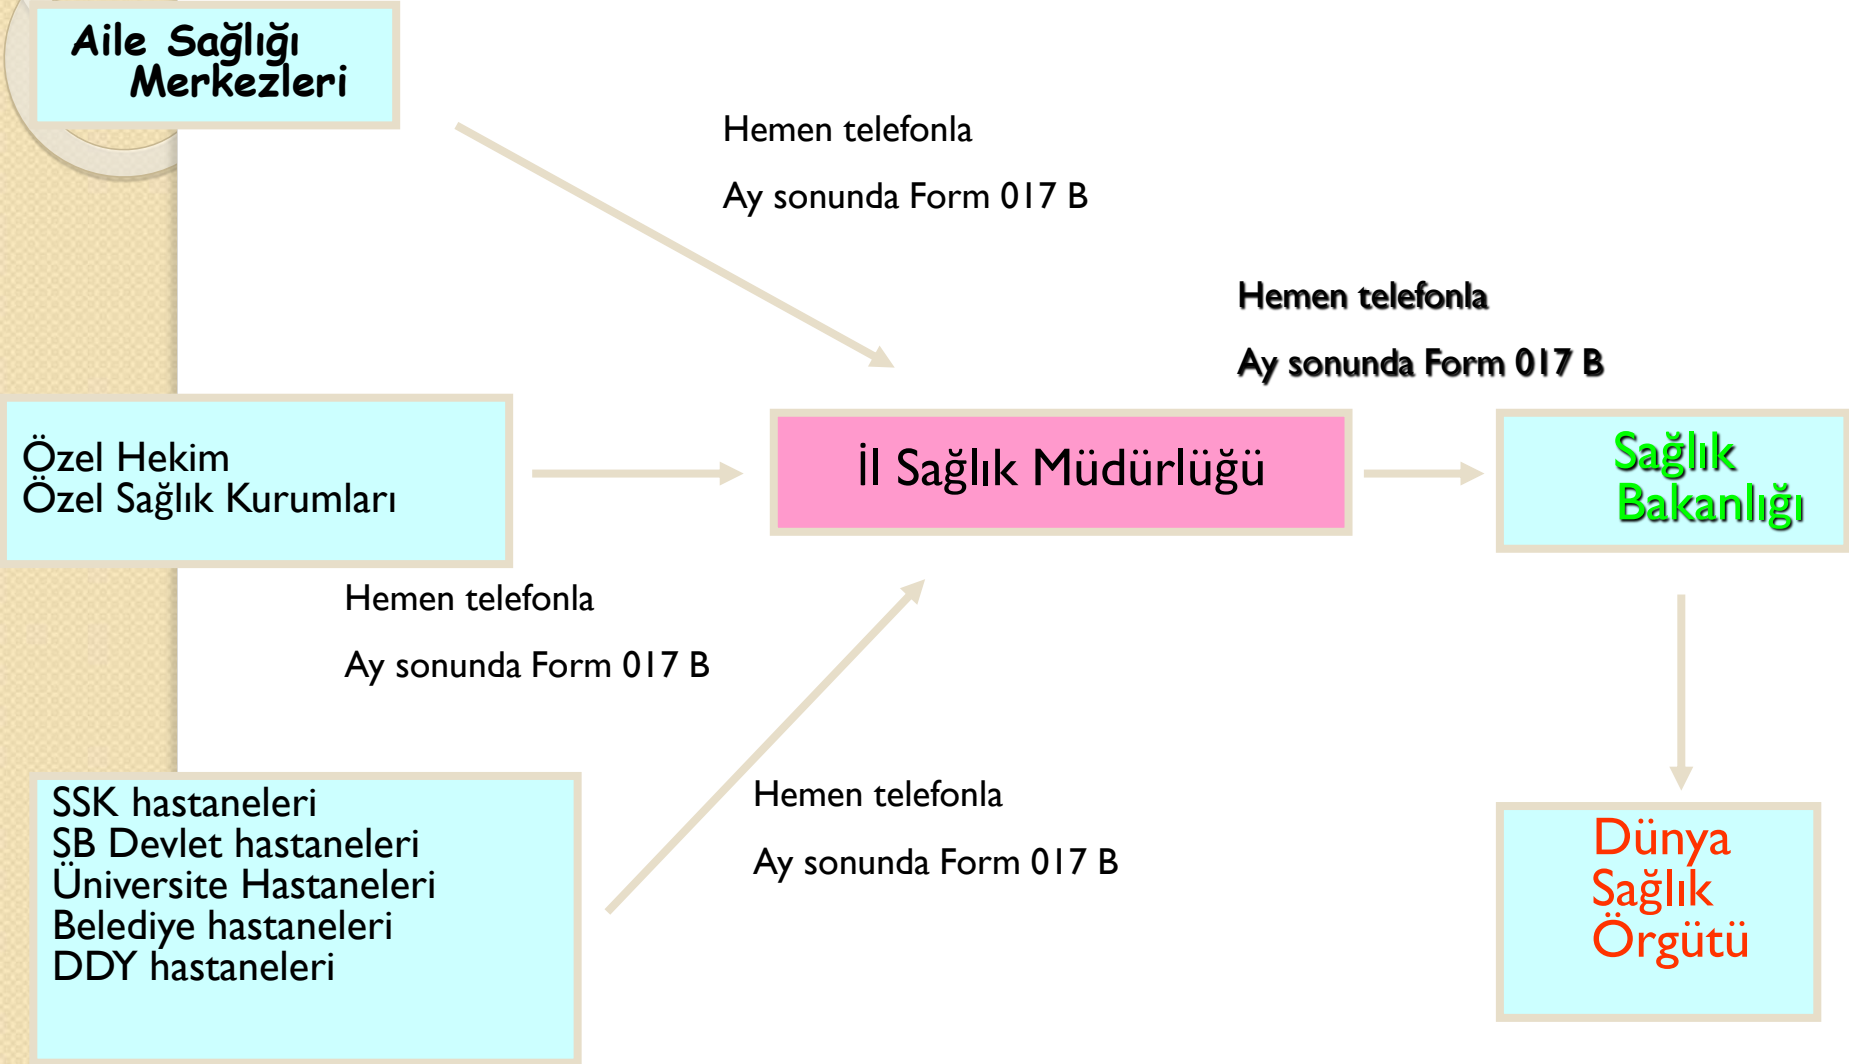 Aile Sağlığı
Merkezleri
Hemen telefonla
Ay sonunda Form 017 B
Hemen telefonla
Ay sonunda Form 017 B
Özel Hekim
Özel Sağlık Kurumları
İl Sağlık Müdürlüğü
Sağlık
Bakanlığı
Hemen telefonla
Ay sonunda Form 017 B
SSK hastaneleri
SB Devlet hastaneleri
Üniversite Hastaneleri
Belediye hastaneleri
DDY hastaneleri
Hemen telefonla
Ay sonunda Form 017 B
Dünya
Sağlık
Örgütü